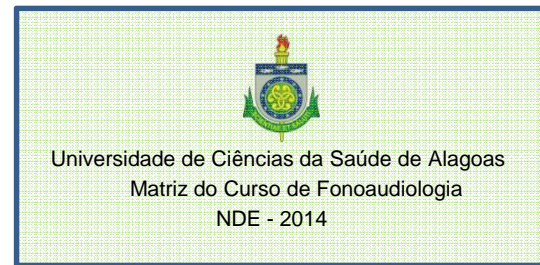 Universidade de Ciências da Saúde de Alagoas
Matriz do Curso de Fonoaudiologia
NDE - 2014